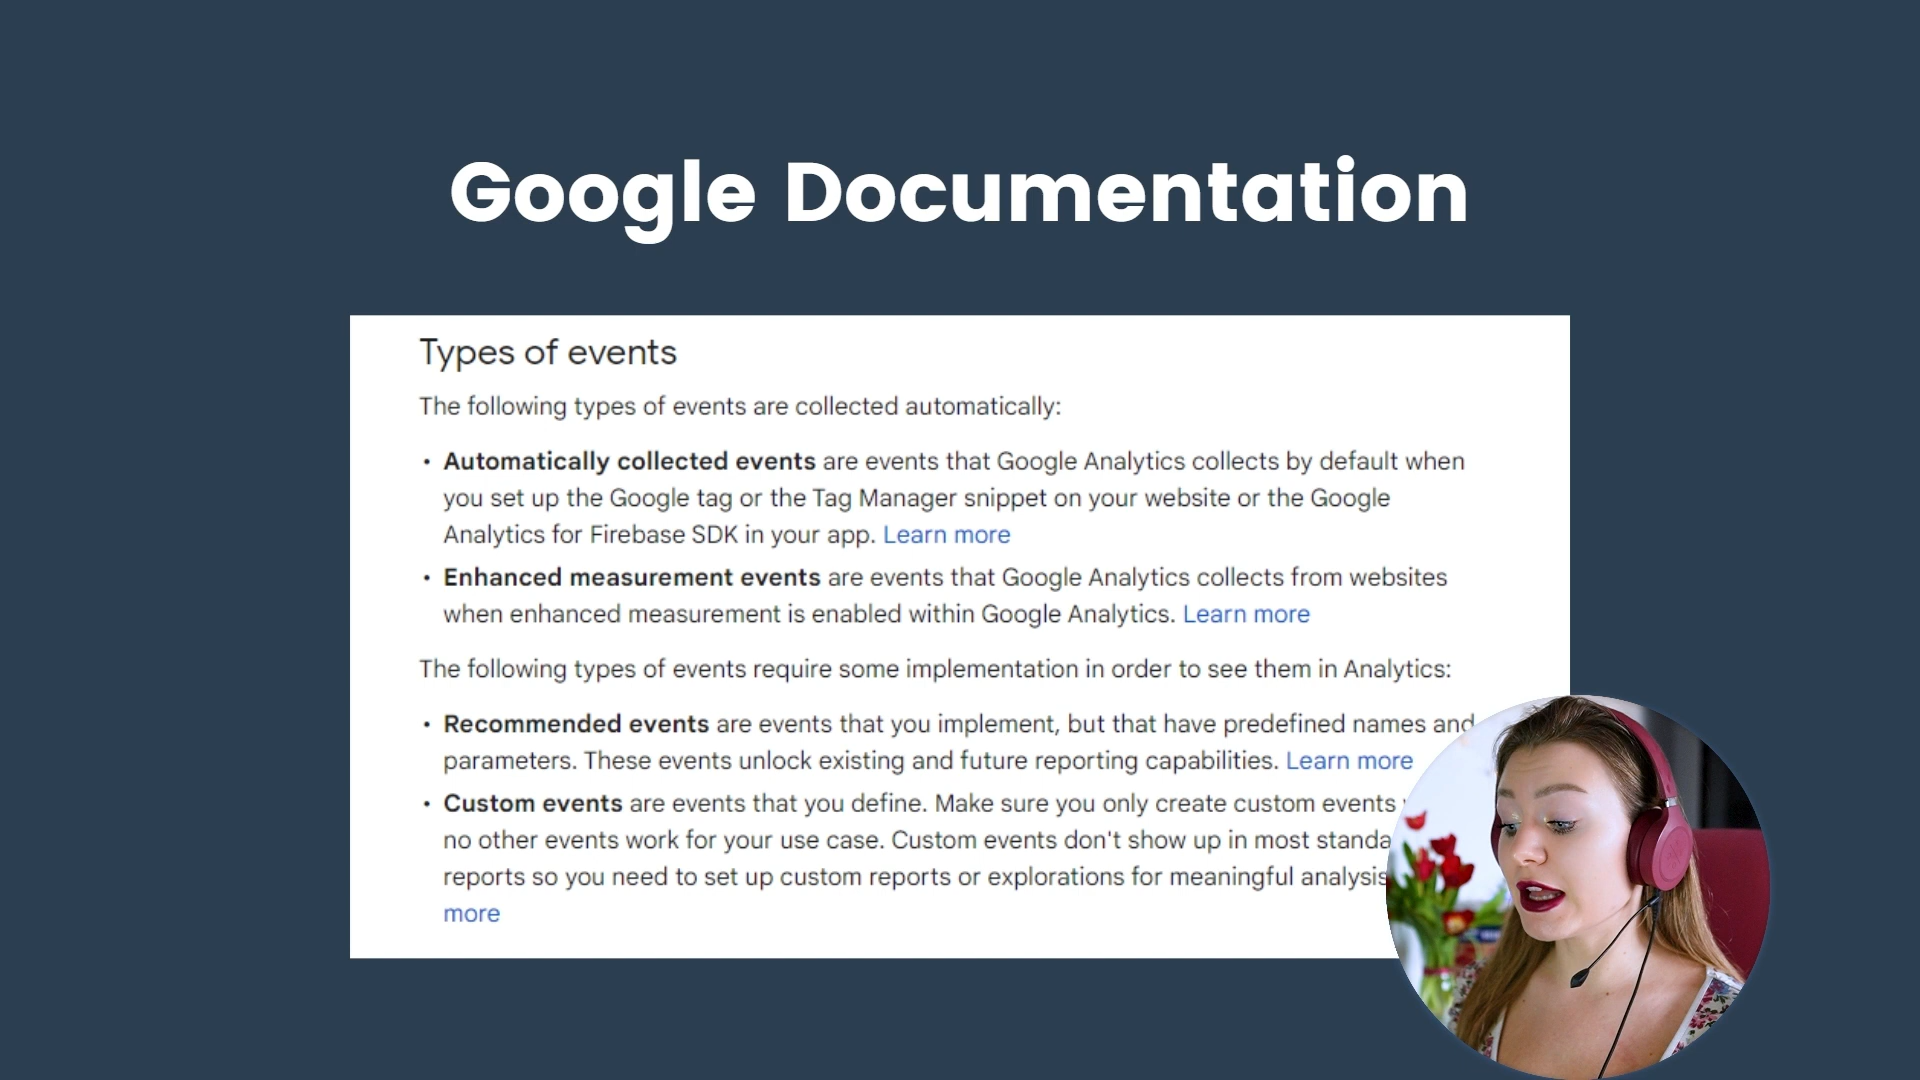 Google Documentation
Types of events
The following types of events are collected automatically:
• Automatically collected events are events that Google Analytics collects by default when
you set up the Google tag or the Tag Manager snippet on your website or the Google
Analytics for Firebase SDK in your app. Learn more
• Enhanced measurement events are events that Google Analytics collects from websites
when enhanced measurement is enabled within Google Analytics. Learn more
The following types of events require some implementation in order to see them in Analytics:
• Recommended events are events that you implement, but that have predefined names and
parameters. These events unlock existing and future reporting capabilities. Learn more
• Custom events are events that you define. Make sure you only create custom events
no other events work for your use case. Custom events don't show up in most
reports so you need to set up custom reports or explorations for meaningful analysis
more